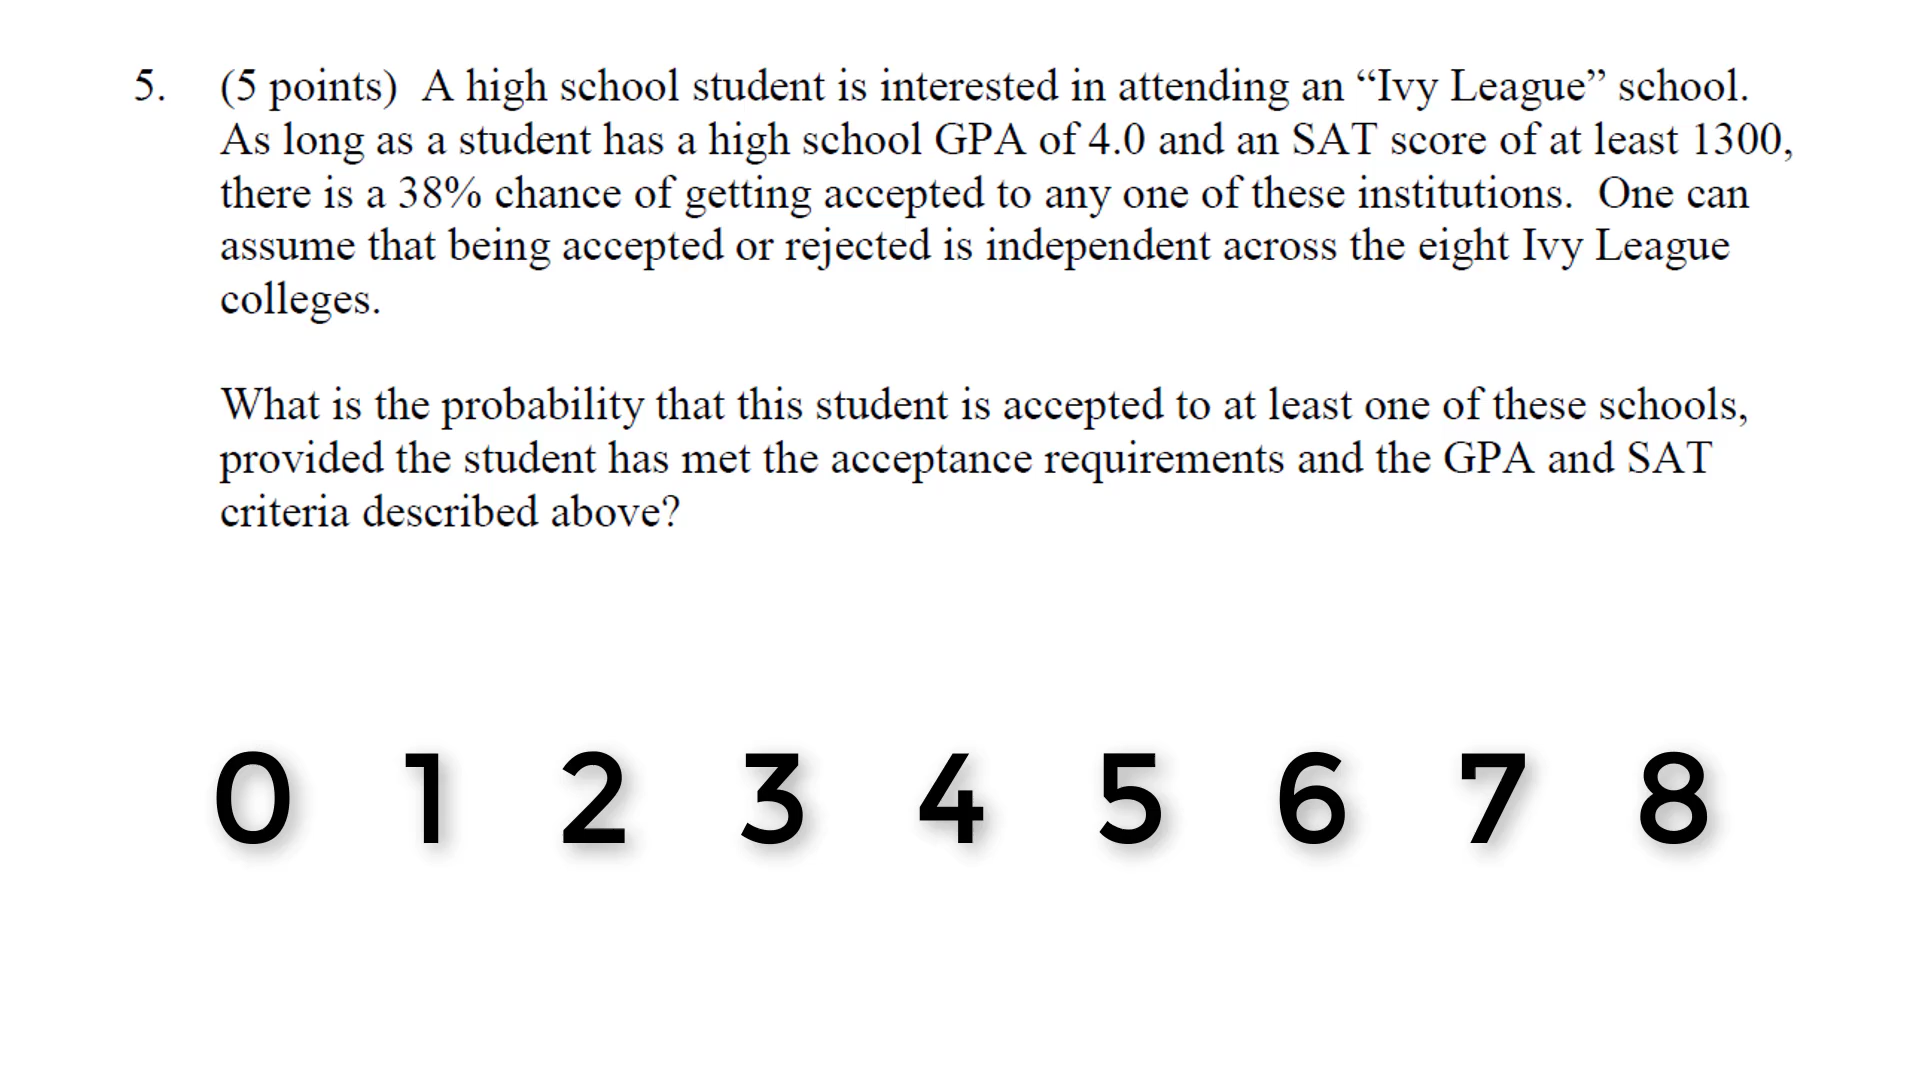 5. (5 points) A high school student is interested in attending an “Ivy League” school.
As long as a student has a high school GPA of 4.0 and an SAT score of at least 1300,
there is a 38% chance of getting accepted to any one of these institutions. One can
assume that being accepted or rejected is independent across the eight Ivy League
colleges.
What is the probability that this student is accepted to at least one of these schools,
provided the student has met the acceptance requirements and the GPA and SAT
criteria described above?
0 1 2 3 4 5 6 7 8